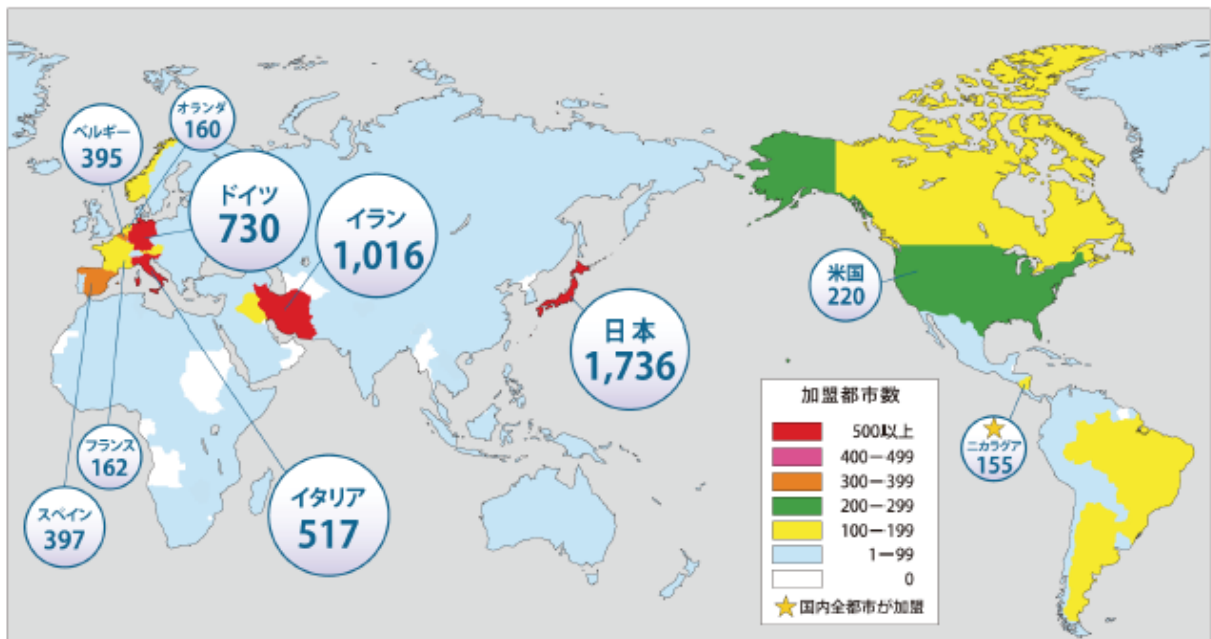 オランダ
160
ベルギー
395
ドイツ
730
イラン
1,016
日本
1,736
米国
220
フランス
162
スペイン
397
イタリア
517
ニカラグア
155
加盟都市数
500以上
400－499
300－399
200－299
100－199
1－99
0
国内全都市が加盟